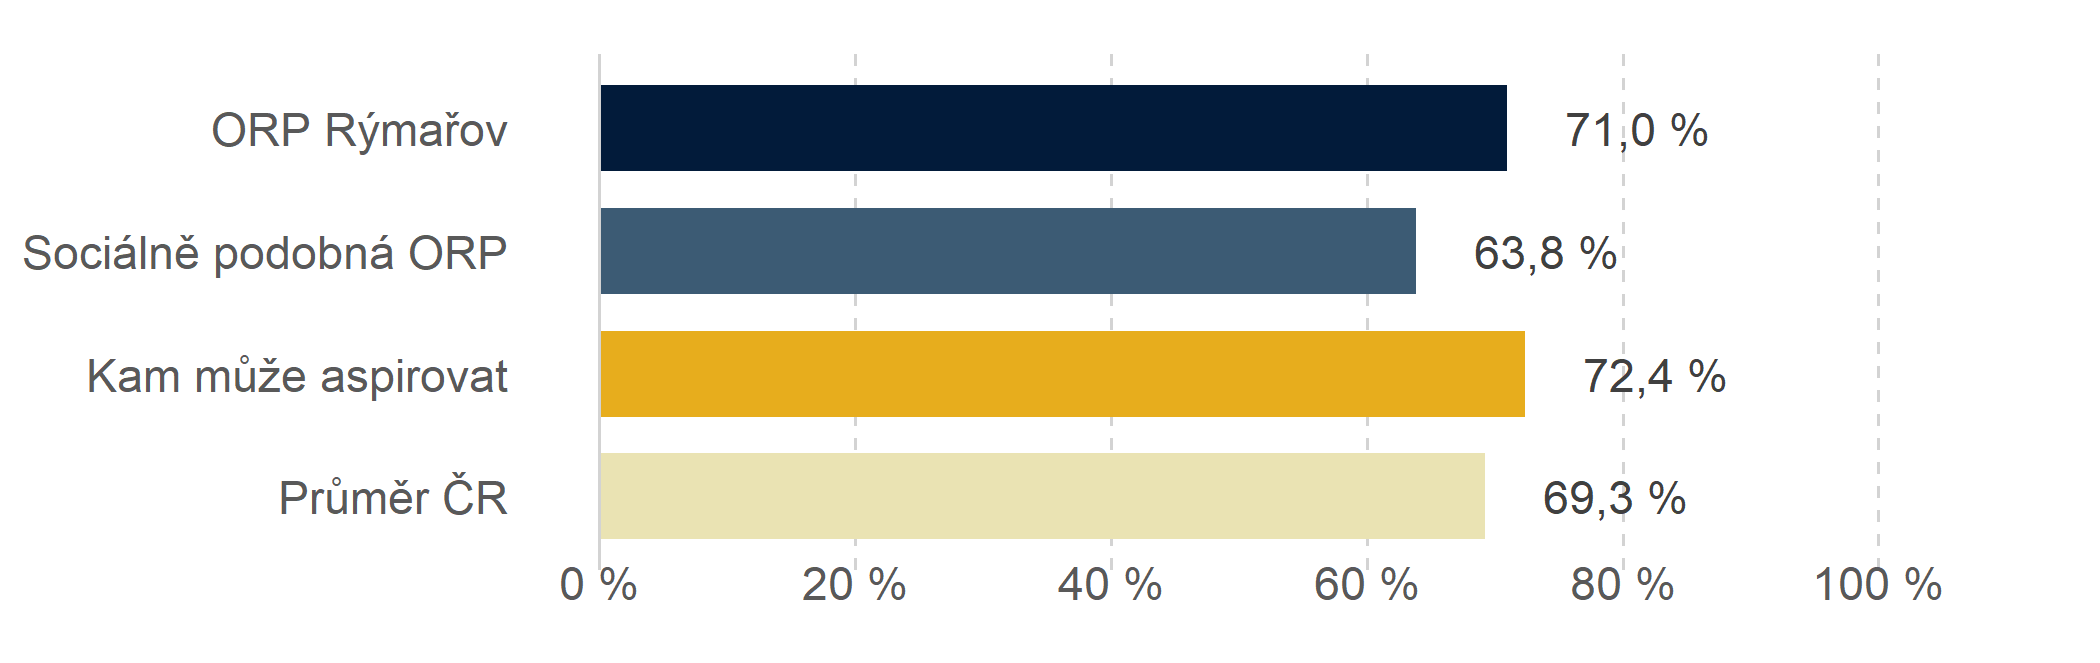 ORP Rýmařov 71,0 %
Sociálně podobná ORP 63,8 %
Kam může aspirovat 72,4 %
Průměr ČR 69,3 %
0 % 20 % 40 % 60 % 80 % 100 %